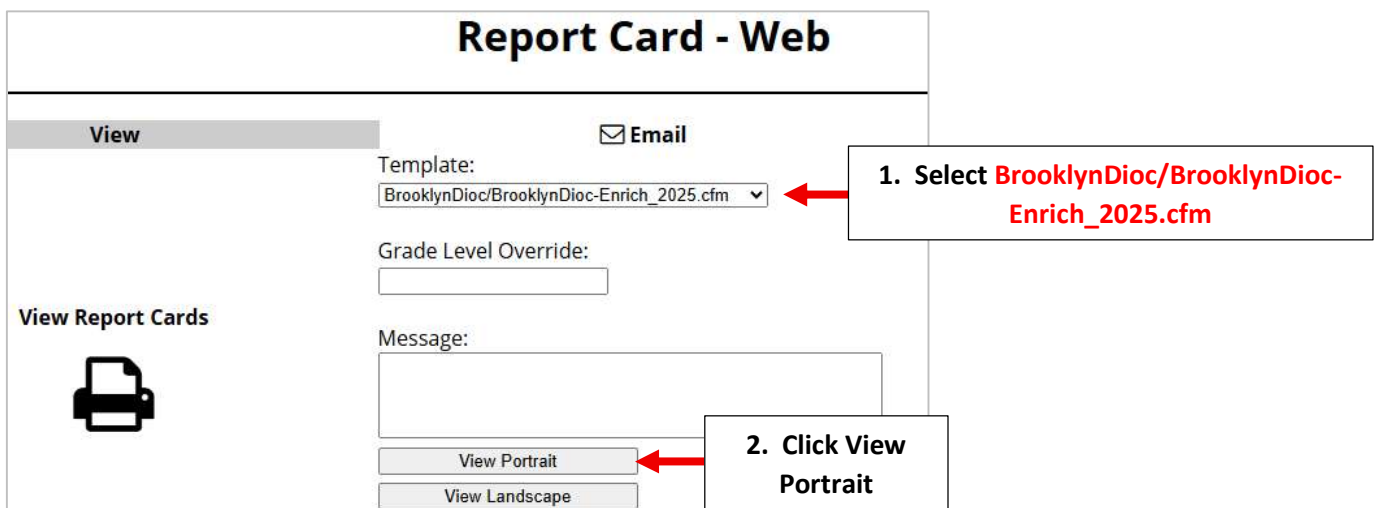 Report Card - Web
View
Email
Template:
BrooklynDioc/BrooklynDioc-Enrich_2025.cfm
1. Select BrooklynDioc/BrooklynDioc-
Enrich_2025.cfm
Grade Level Override:
View Report Cards
Message:
View Portrait
2. Click View
Portrait
View Landscape